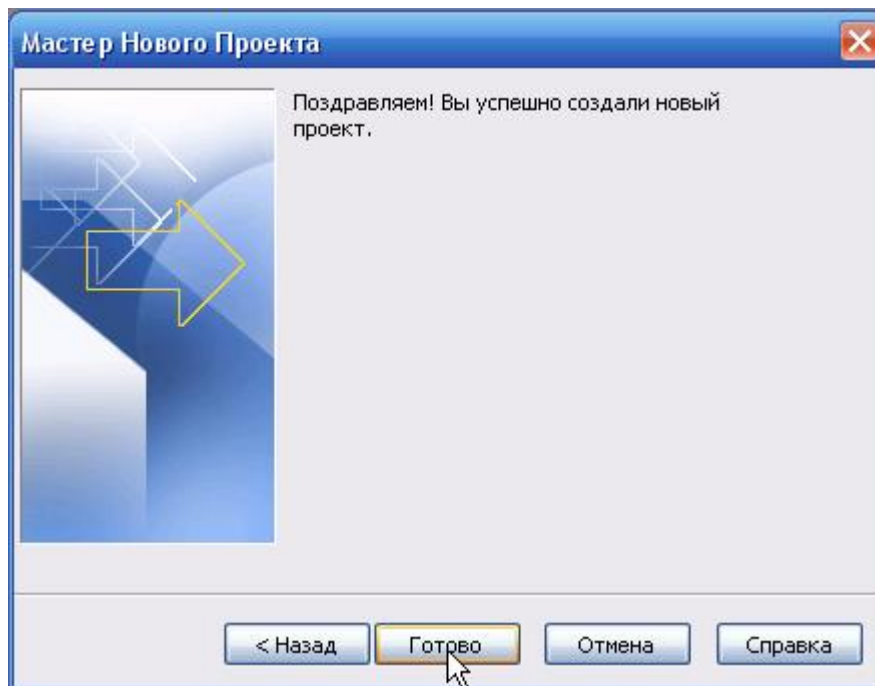 Мастер Нового Проекта
Поздравляем! Вы успешно создали новый
проект.
< Назад
Готово
Отмена
Справка